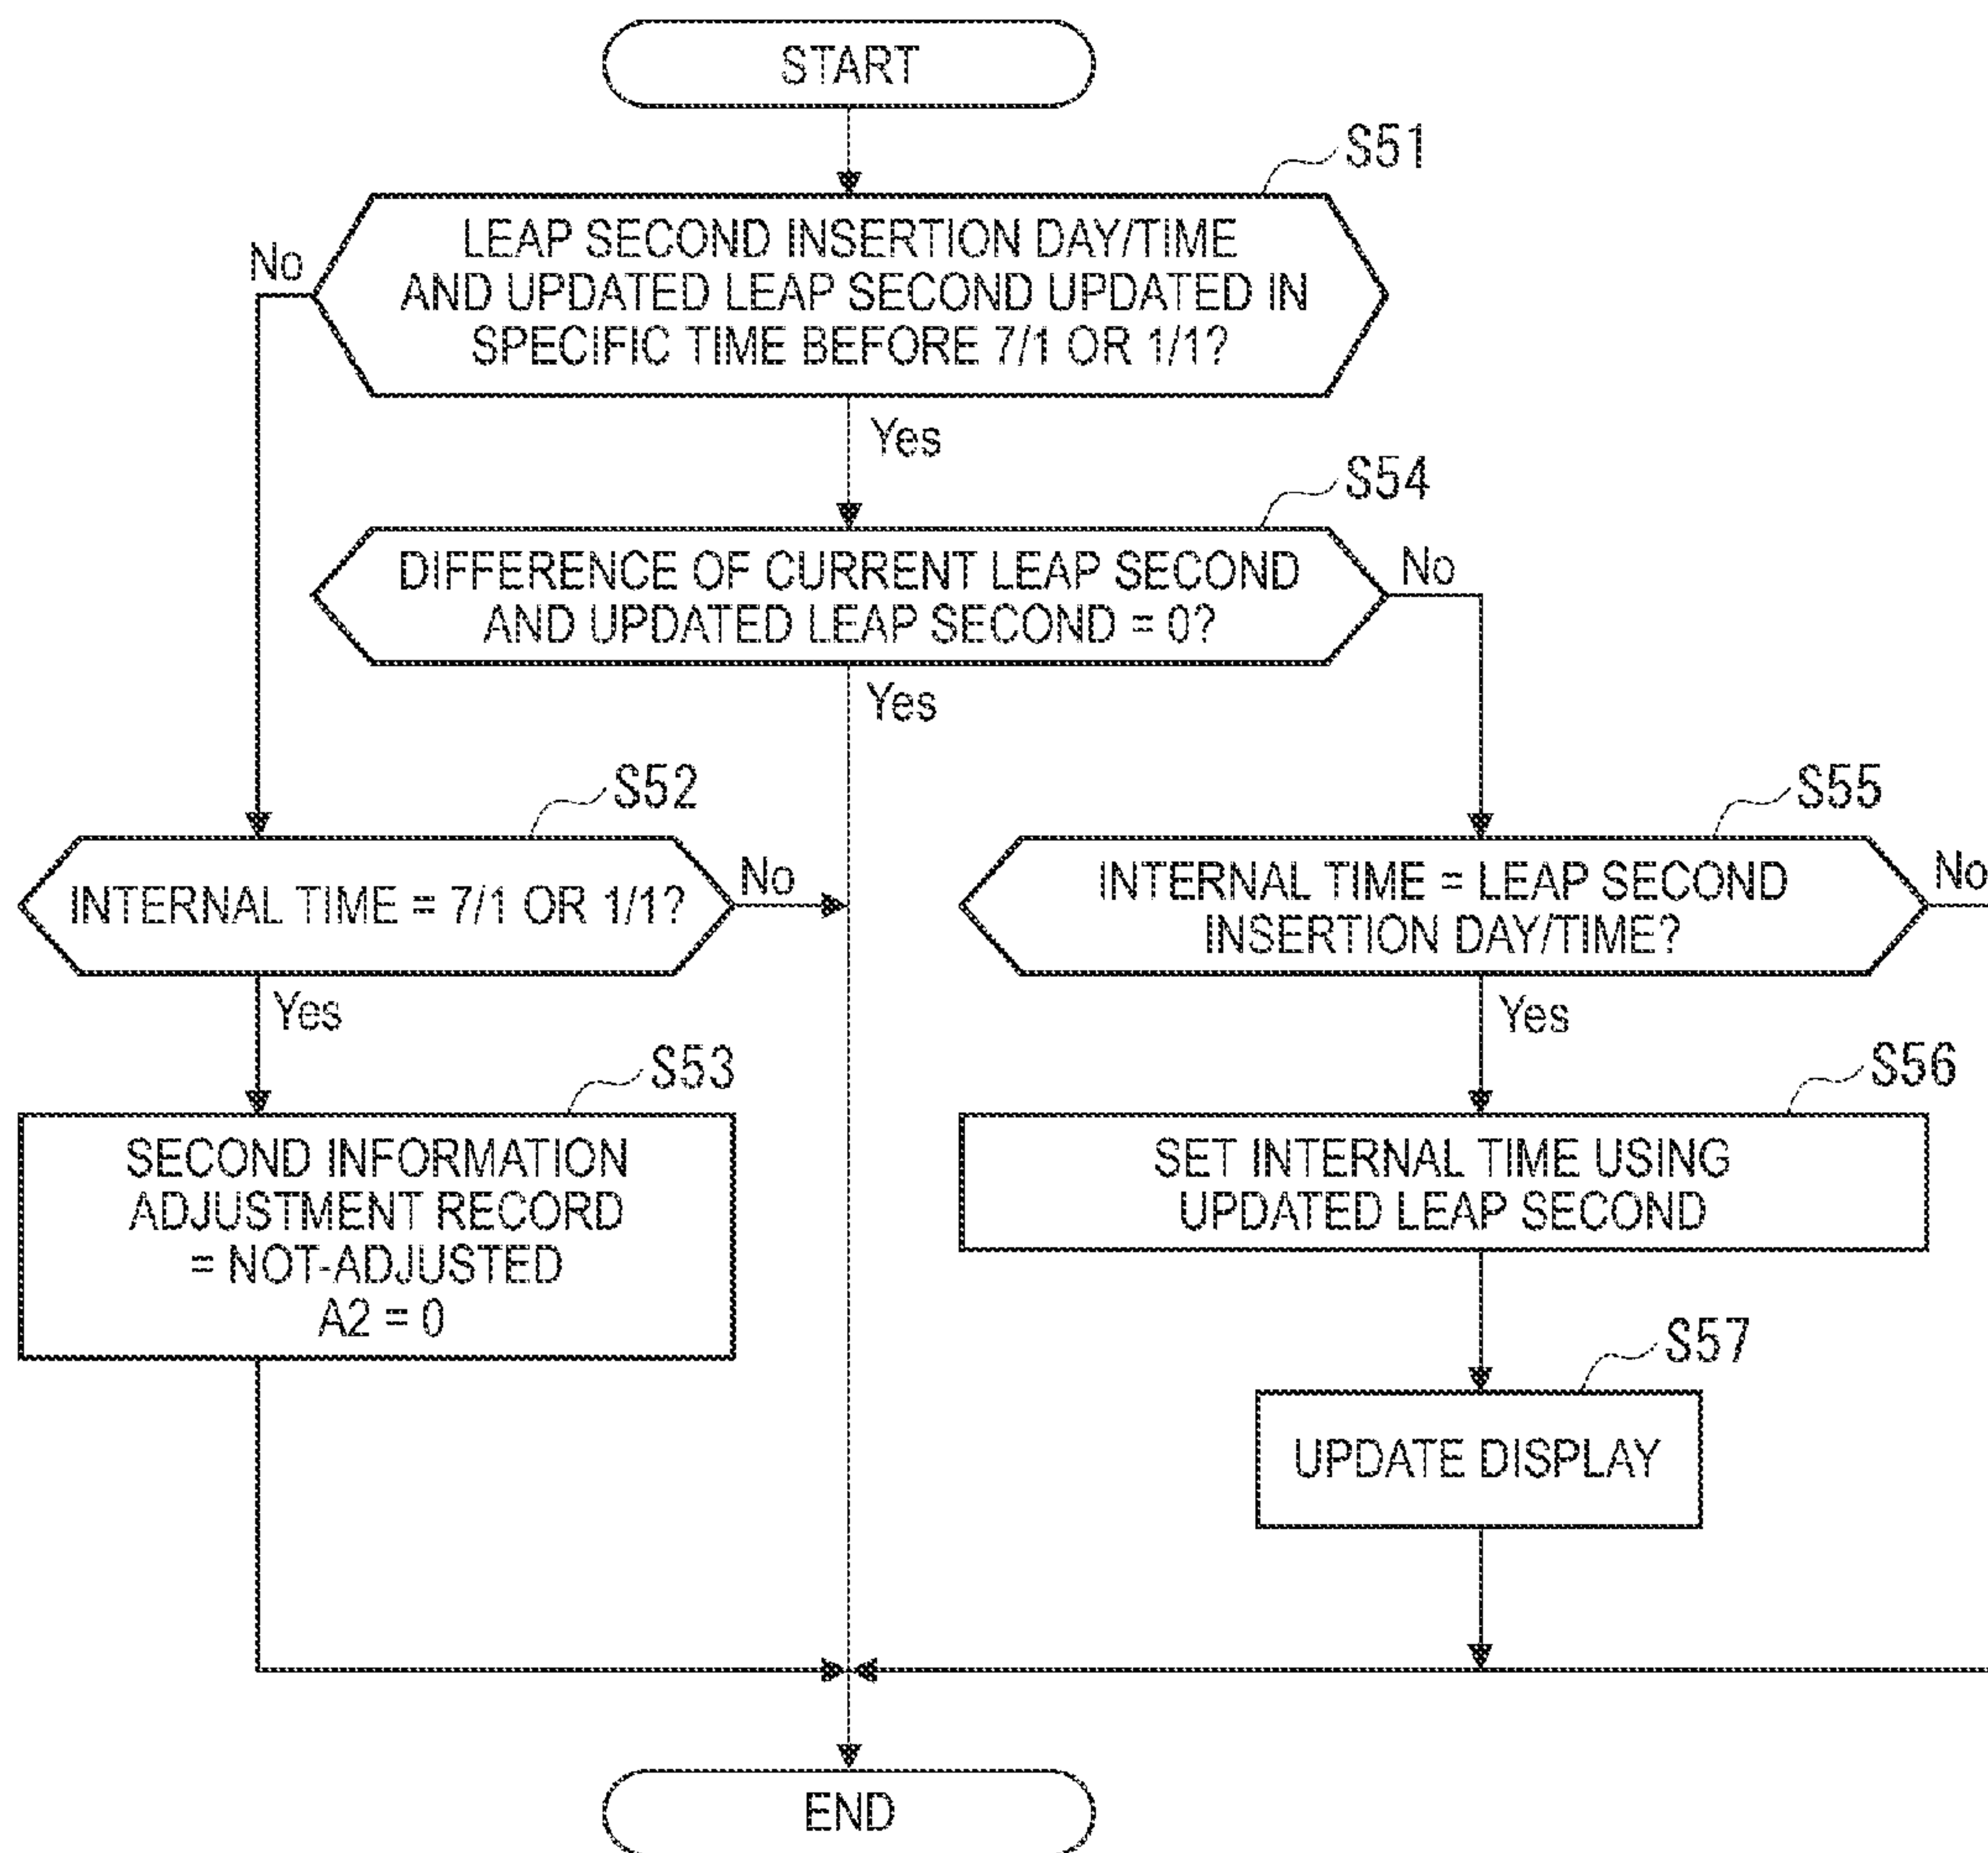 START
S51
LEAP SECOND INSERTION DAY/TIME
AND UPDATED LEAP SECOND UPDATED IN
SPECIFIC TIME BEFORE 7/1 OR 1/1?
No
Yes
S54
DIFFERENCE OF CURRENT LEAP SECOND
AND UPDATED LEAP SECOND = 0?
No
Yes
S52
INTERNAL TIME = 7/1 OR 1/1?
No
Yes
S55
INTERNAL TIME = LEAP SECOND
INSERTION DAY/TIME?
No
Yes
S53
SECOND INFORMATION
ADJUSTMENT RECORD
= NOT-ADJUSTED
A2 = 0
S56
SET INTERNAL TIME USING
UPDATED LEAP SECOND
S57
UPDATE DISPLAY
END